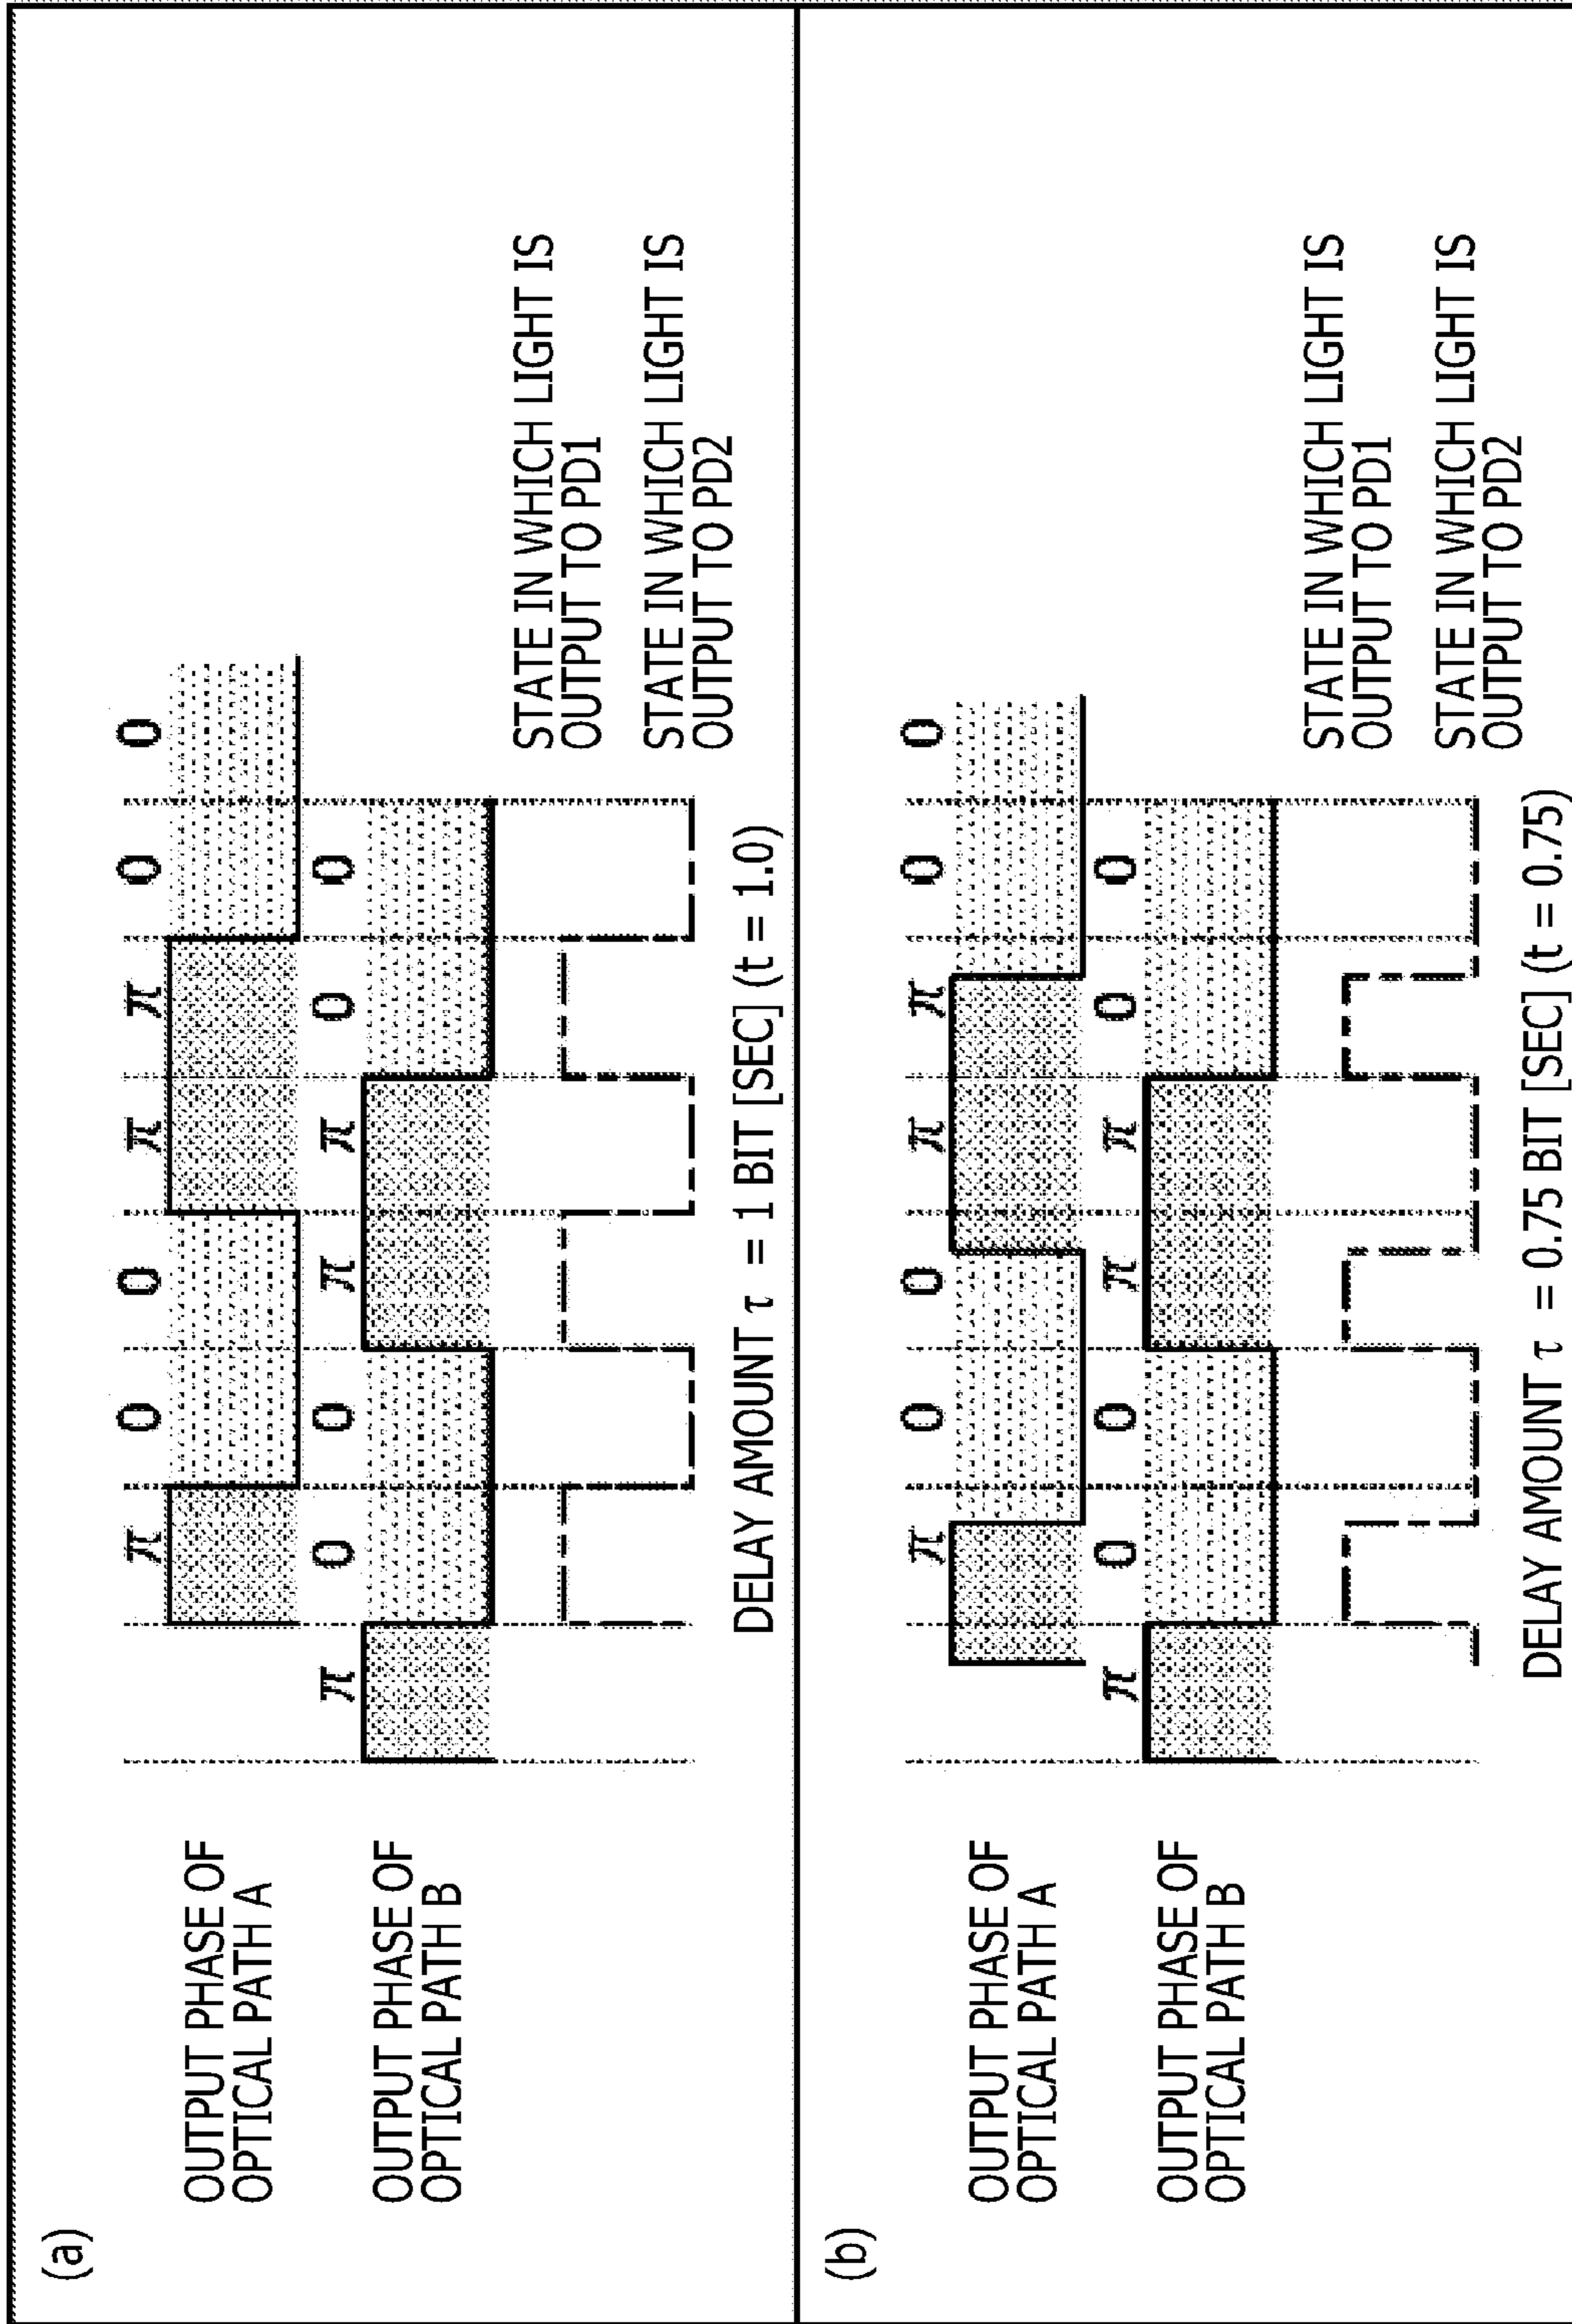 (a)
π 0 0 π π 0 0
OUTPUT PHASE OF
OPTICAL PATH A
π 0 0 π π 0 0
OUTPUT PHASE OF
OPTICAL PATH B
STATE IN WHICH LIGHT IS
OUTPUT TO PD1
STATE IN WHICH LIGHT IS
OUTPUT TO PD2
DELAY AMOUNT τ = 1 BIT [SEC] (t = 1.0)
(b)
π 0 0 π π 0 0
OUTPUT PHASE OF
OPTICAL PATH A
π 0 0 π π 0 0
OUTPUT PHASE OF
OPTICAL PATH B
STATE IN WHICH LIGHT IS
OUTPUT TO PD1
STATE IN WHICH LIGHT IS
OUTPUT TO PD2
DELAY AMOUNT τ = 0.75 BIT [SEC] (t = 0.75)